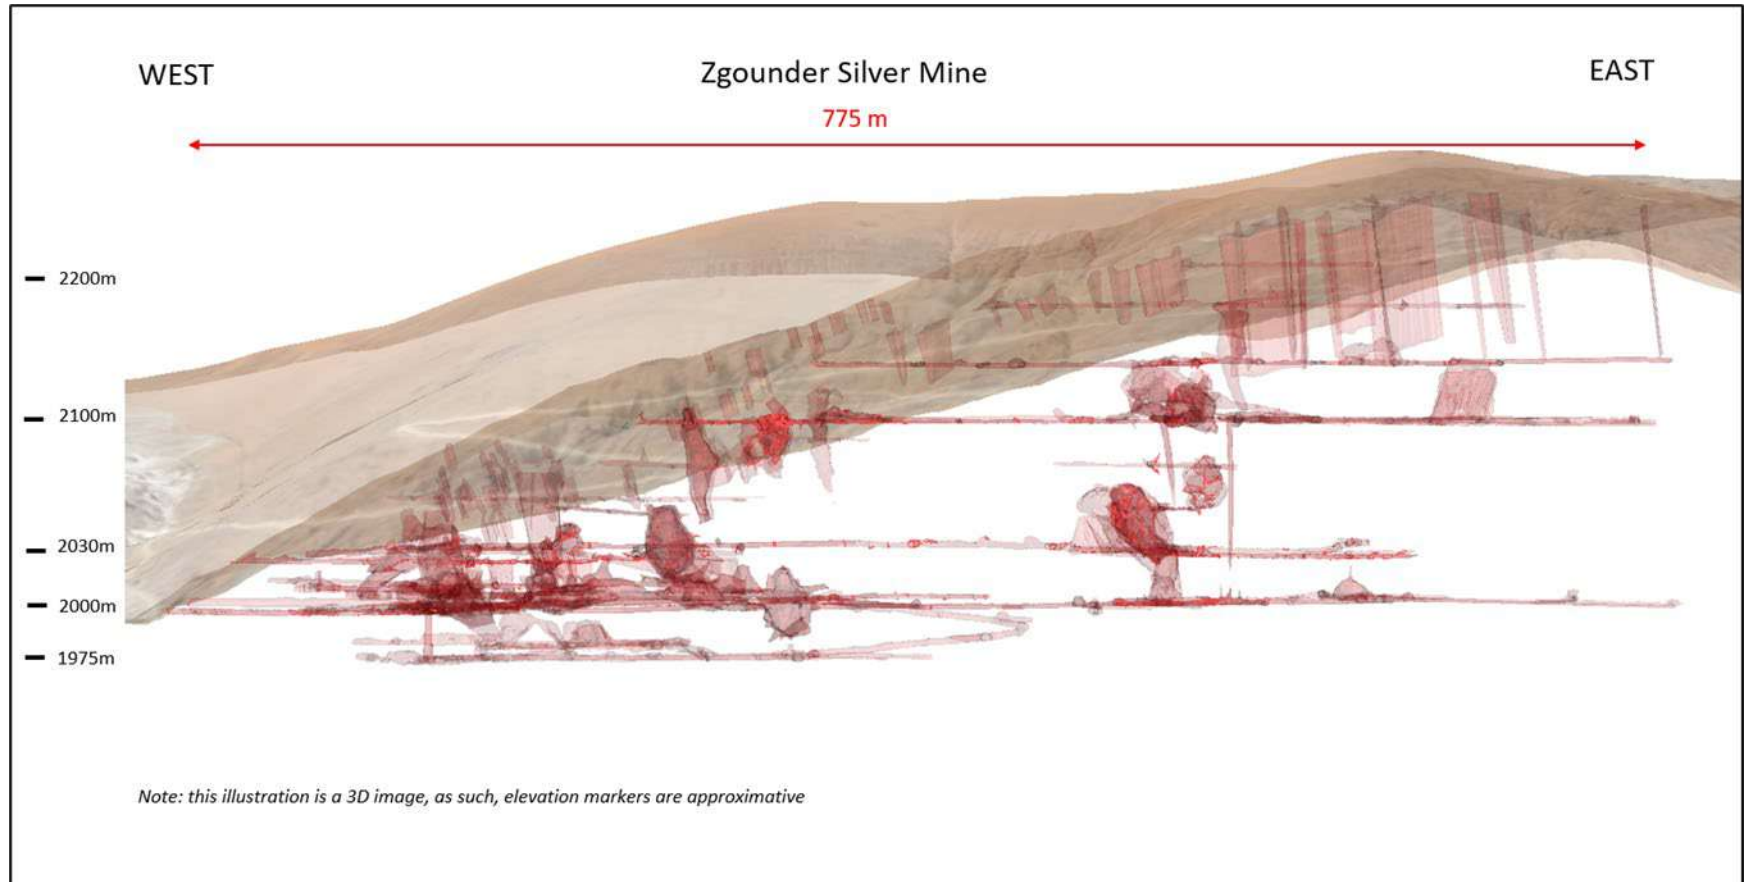 WEST
Zgounder Silver Mine
EAST
775 m
2200m
2100m
2030m
2000m
1975m
Note: this illustration is a 3D image, as such, elevation markers are approximative